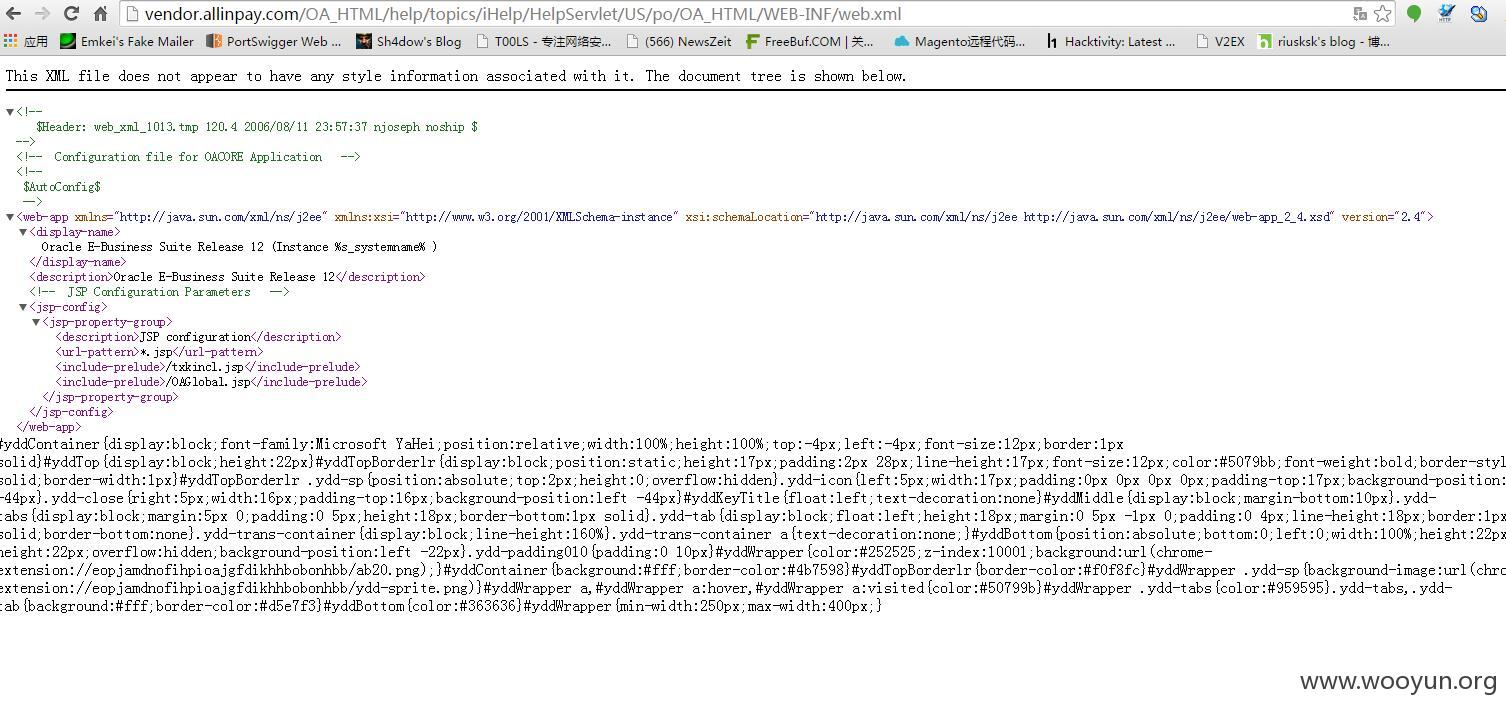 vendor.allinpay.com/OA_HTML/help/topics/iHelp/HelpServlet/US/po/OA_HTML/WEB-INF/web.xml
应用 Emkei's Fake Mailer PortSwigger Web ... Sh4dow's Blog T00LS - 专注网络安... (566) NewsZeit FreeBuf.COM | 关... Magento远程代码... Hacktivity: Latest ... V2EX riusksk's blog - 博...
This XML file does not appear to have any style information associated with it. The document tree is shown below.
▼<!--
$Header: web_xml_1013.tmp 120.4 2006/08/11 23:57:37 njoseph noship $
-->
<!-- Configuration file for OACORE Application -->
<!--
$AutoConfig$
-->
▼<web-app xmlns="http://java.sun.com/xml/ns/j2ee" xmlns:xsi="http://www.w3.org/2001/XMLSchema-instance" xsi:schemaLocation="http://java.sun.com/xml/ns/j2ee http://java.sun.com/xml/ns/j2ee/web-app_2_4.xsd" version="2.4">
▼<display-name>
Oracle E-Business Suite Release 12 (Instance %s_systemname% )
</display-name>
<description>Oracle E-Business Suite Release 12</description>
<!-- JSP Configuration Parameters -->
▼<jsp-config>
▼<jsp-property-group>
<description>JSP configuration</description>
<url-pattern>*.jsp</url-pattern>
<include-prelude>/txkincl.jsp</include-prelude>
<include-prelude>/OAGlobal.jsp</include-prelude>
</jsp-property-group>
</jsp-config>
</web-app>
#yddContainer{display:block;font-family:Microsoft YaHei;position:relative;width:100%;height:100%;top:-4px;left:-4px;font-size:12px;border:1px
solid}#yddTop{display:block;height:22px}#yddTopBorderlr{display:block;position:static;height:17px;padding:2px 28px;line-height:17px;font-size:12px;color:#5079bb;font-weight:bold;border-styl
solid;border-width:1px}#yddTopBorderlr .ydd-sp{position:absolute;top:2px;height:0;overflow:hidden}.ydd-icon{left:5px;width:17px;padding:0px 0px 0px 0px;padding-top:17px;background-position:
-44px}.ydd-close{right:5px;width:16px;padding-top:16px;background-position:left -44px}#yddKeyTitle{float:left;text-decoration:none}#yddMiddle{display:block;margin-bottom:10px}.ydd-
tabs{display:block;margin:5px 0;padding:0 5px;height:18px;border-bottom:1px solid}.ydd-tab{display:block;float:left;height:18px;margin:0 5px -1px 0;padding:0 4px;line-height:18px;border:1px
solid;border-bottom:none}.ydd-trans-container{display:block;line-height:160%}.ydd-trans-container a{text-decoration:none;}#yddBottom{position:absolute;bottom:0;left:0;width:100%;height:22px
height:22px;overflow:hidden;background-position:left -22px}.ydd-padding010{padding:0 10px}#yddWrapper{color:#252525;z-index:10001;background:url(chrome-
extension://eopjamdnofihpioajgfdikhhbobonhbb/ab20.png);}#yddContainer{background:#fff;border-color:#4b7598}#yddTopBorderlr{border-color:#f0f8fc}#yddWrapper .ydd-sp{background-image:url(chro
extension://eopjamdnofihpioajgfdikhhbobonhbb/ydd-sprite.png)}#yddWrapper a,#yddWrapper a:hover,#yddWrapper a:visited{color:#50799b}#yddWrapper .ydd-tabs{color:#959595}.ydd-tabs,.ydd-
tab{background:#fff;border-color:#d5e7f3}#yddBottom{color:#363636}#yddWrapper{min-width:250px;max-width:400px;}
www.wooyun.org